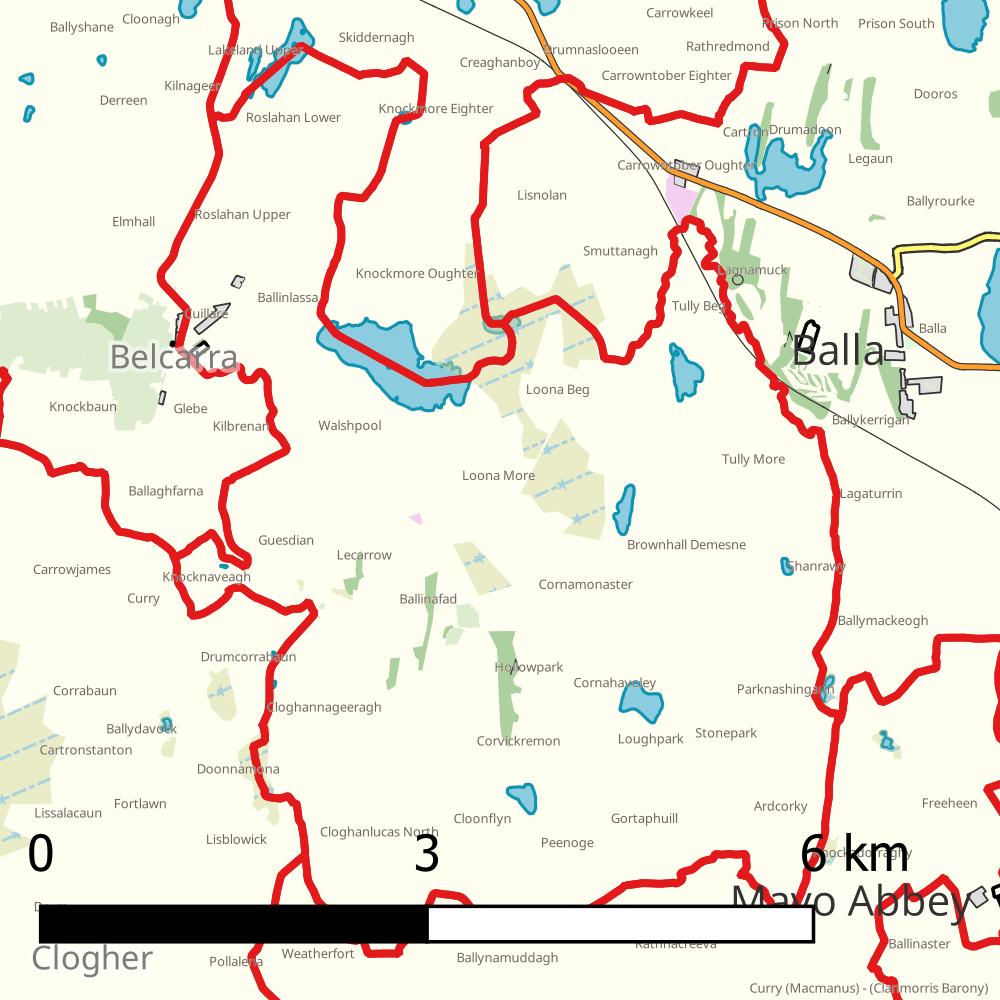 Cloonagh
Ballyshane
Carrowkeel
Prison North
Prison South
Skiddernagh
Lakeland Upper
Drumnaslooeen
Rathredmond
Creaghanboy
Carrowntober Eighter
Kilnageer
Derreen
Dooros
Knockmore Eighter
Roslahan Lower
Cartron
Drumadoon
Legaun
Carrowntober Oughter
Lisnolan
Ballyrourke
Elmhall
Roslahan Upper
Smuttanagh
Knockmore Oughter
Lagnamuck
Ballinlassa
Tully Beg
Cuillare
Balla
Belcarra
Balla
Loona Beg
Knockbaun
Glebe
Kilbrenan
Walshpool
Ballykerrigan
Tully More
Loona More
Ballaghfarna
Lagaturrin
Guesdian
Brownhall Demesne
Lecarrow
Carrowjames
Knocknaveagh
Shanrawy
Cornamonaster
Curry
Ballinafad
Ballymackeogh
Drumcorrabaun
Hollowpark
Corrabaun
Cornahavoley
Parknashingaun
Cloghannageeragh
Ballydavock
Stonepark
Corvickremon
Loughpark
Cartronstanton
Doonnamona
Fortlawn
Ardcorky
Freeheen
Lissalacaun
Cloonflyn
Gortaphuill
Cloghanlucas North
Lisblowick
Peenoge
0 3 6 km
Mayo Abbey
Ballinaster
Weatherfort
Clogher
Pollalena
Ballynamuddagh
Curry (Macmanus) - (Clanmorris Barony)